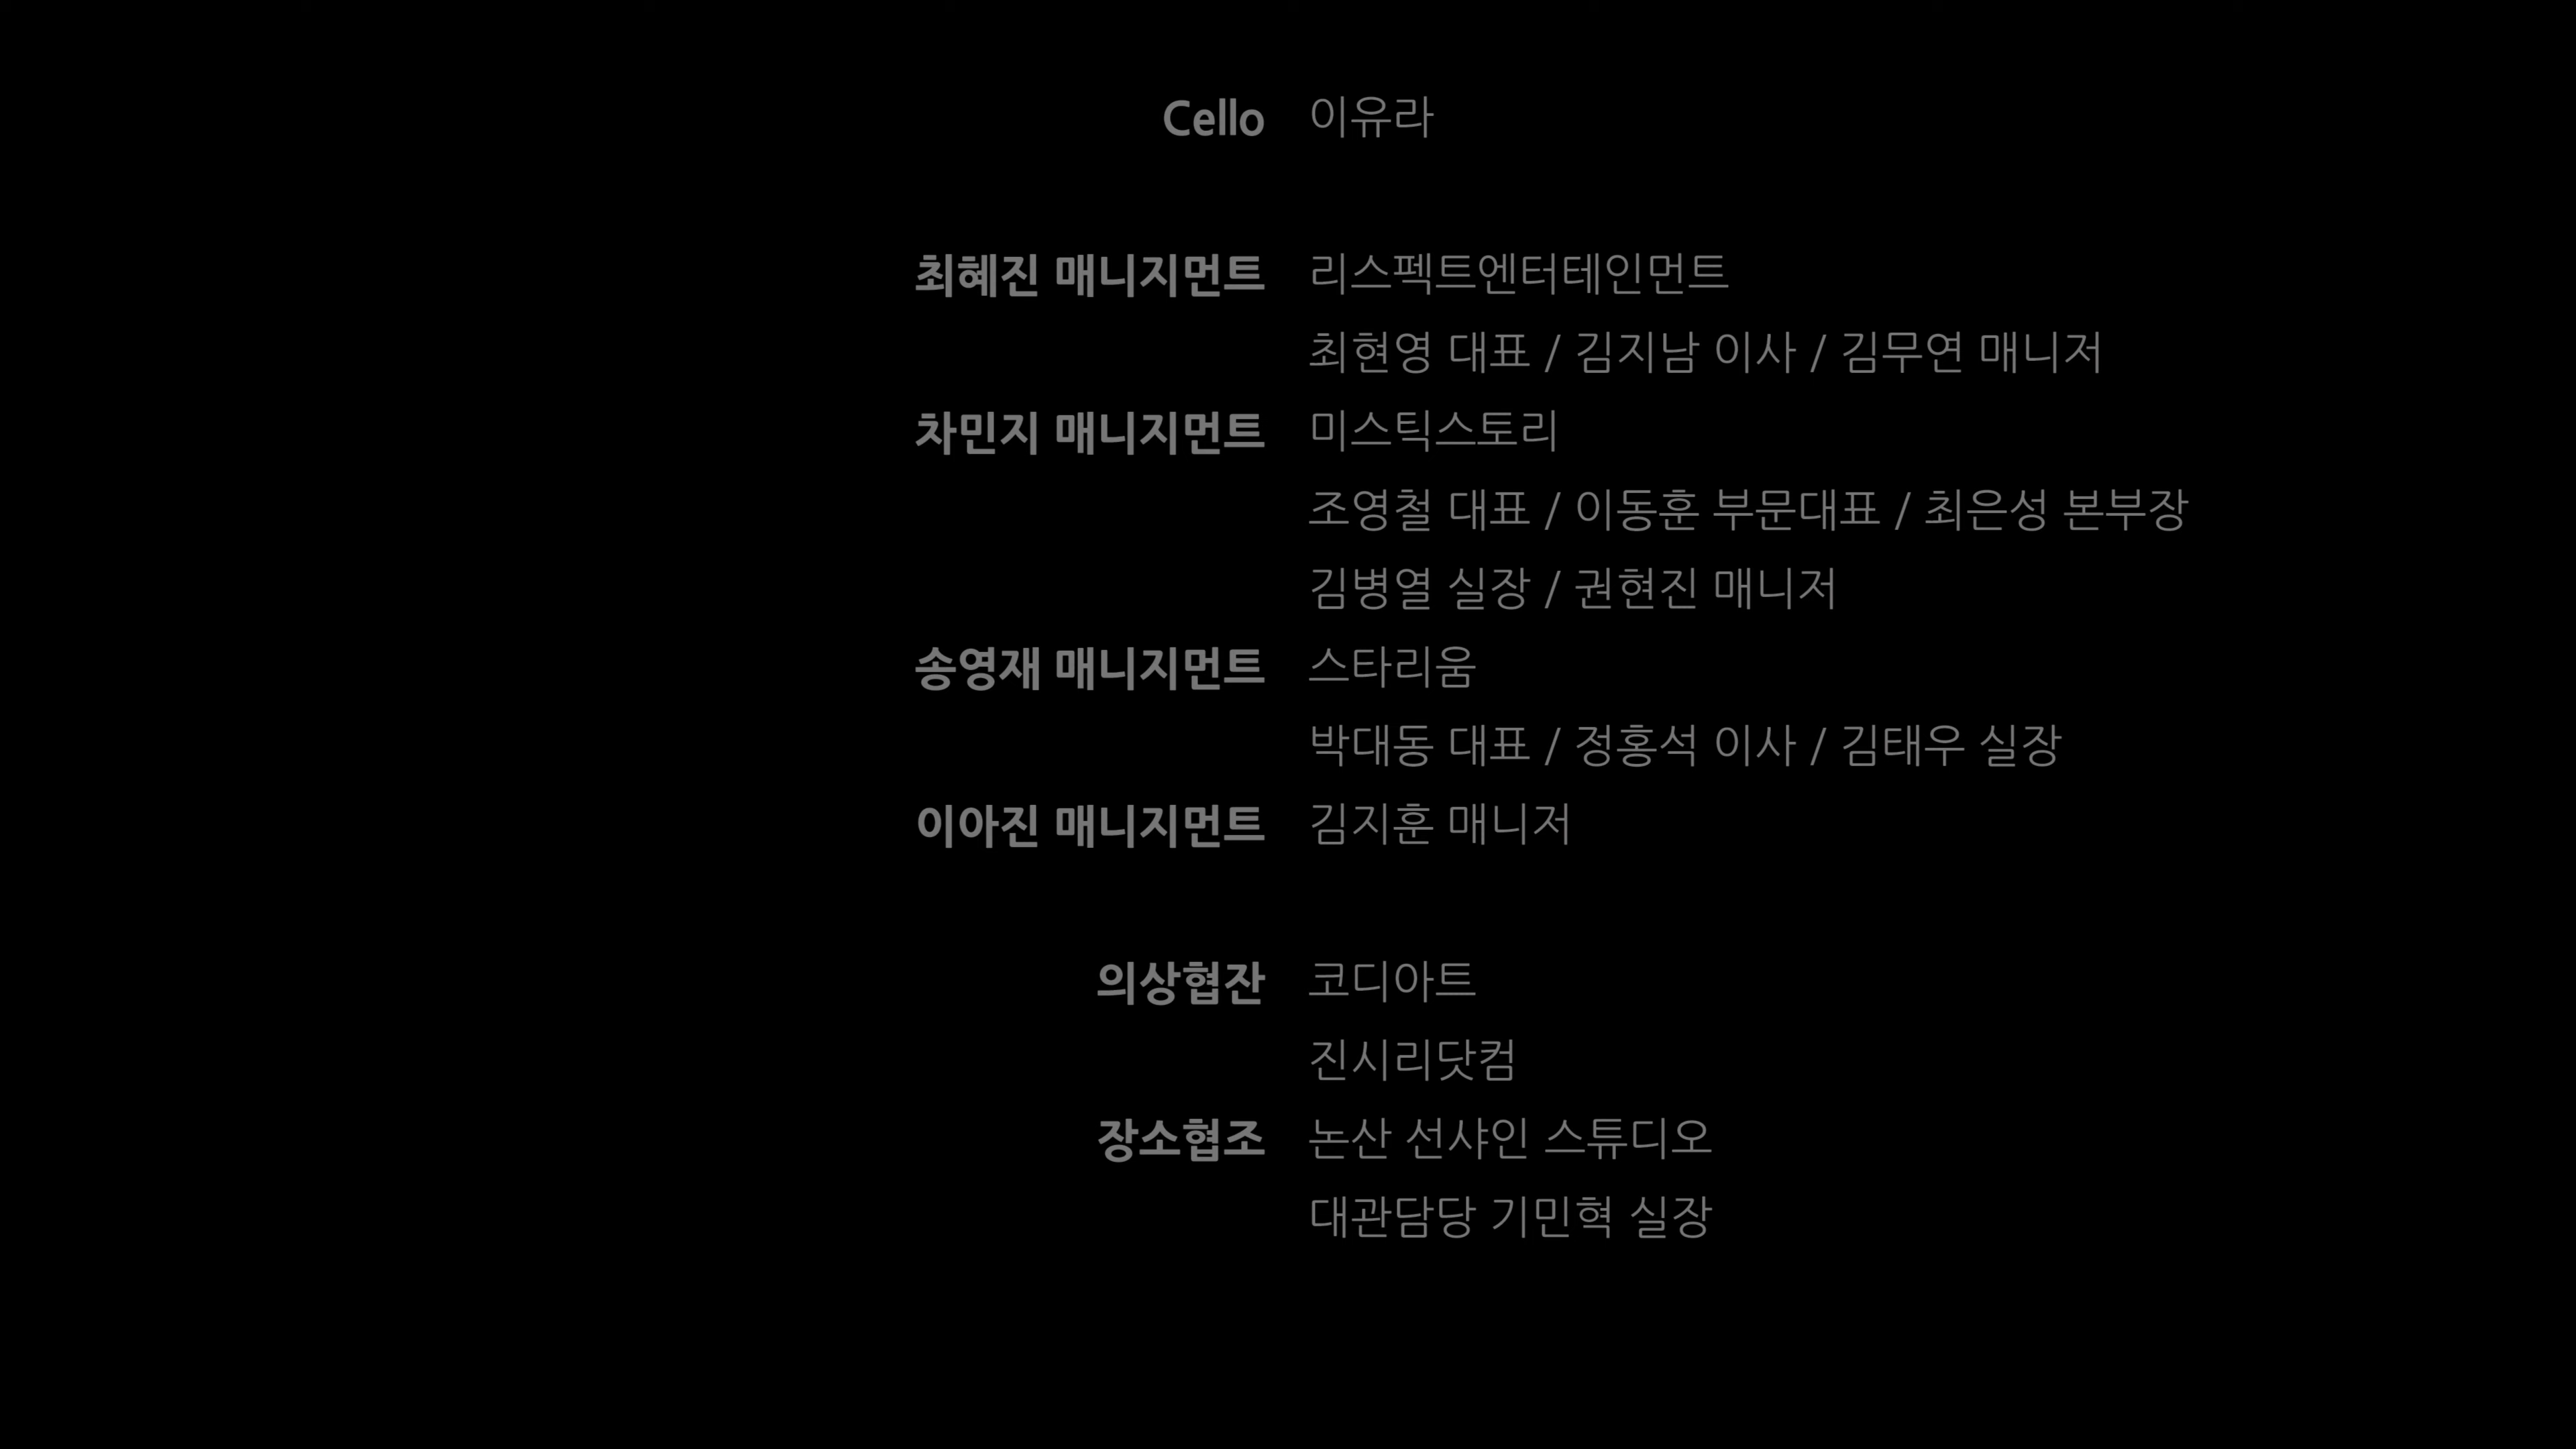 Cello 이유라
최혜진 매니지먼트 리스펙트엔터테인먼트
최현영 대표 / 김지남 이사 / 김무연 매니저
차민지 매니지먼트 미스틱스토리
조영철 대표 / 이동훈 부문대표 / 최은성 본부장
김병열 실장 / 권현진 매니저
송영재 매니지먼트 스타리움
박대동 대표 / 정홍석 이사 / 김태우 실장
이아진 매니지먼트 김지훈 매니저
의상협잔 코디아트
진시리닷컴
장소협조 논산 선샤인 스튜디오
대관담당 기민혁 실장